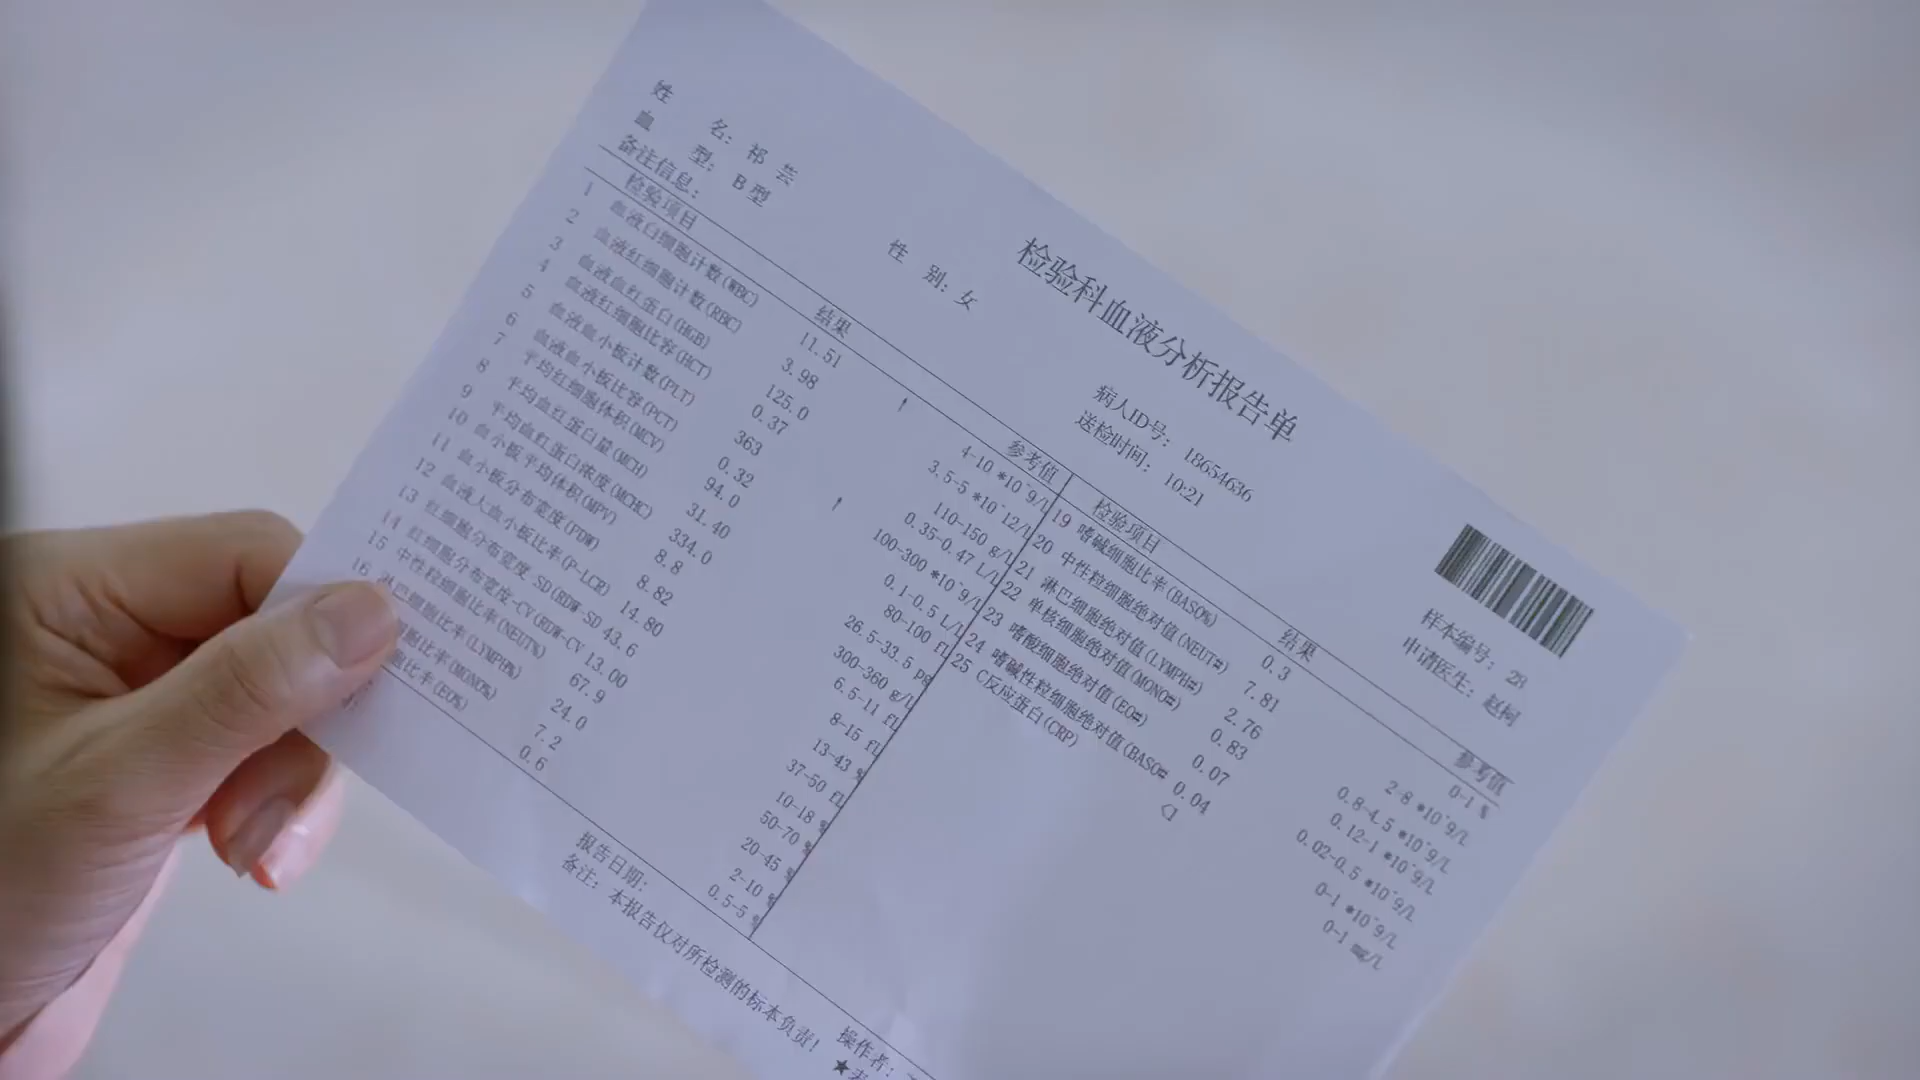 检验科血液分析报告单
姓 名: 祁 芸 性 别: 女 病人ID号: 18654636 样本编号: 28
血 型: B型 送检时间: 10:21 申请医生: 赵柯
备注信息:
检验项目 结果 参考值 检验项目 结果 参考值
1 血液白细胞计数(WBC) 11.51 ↑ 4-10 *10^9/L
2 血液红细胞计数(RBC) 3.98 3.5-5 *10^12/L
3 血液血红蛋白(HGB) 125.0 110-150 g/L
4 血液红细胞比容(HCT) 0.37 0.35-0.47 L/L
5 血液血小板计数(PLT) 363 ↑ 100-300 *10^9/L
6 血液血小板比容(PCT) 0.32 0.1-0.5 L/L
7 平均红细胞体积(MCV) 94.0 80-100 fL
8 平均血红蛋白量(MCH) 31.40 26.5-33.5 pg
9 平均血红蛋白浓度(MCHC) 334.0 300-360 g/L
10 血小板平均体积(MPV) 8.8 6.5-11 fL
11 血小板分布宽度(PDW) 8.82 8-15 fL
12 血液大血小板比率(P-LCR) 14.80 13-43 %
13 红细胞分布宽度-SD(RDW-SD 43.6 37-50 fL
14 红细胞分布宽度-CV(RDW-CV 13.00 10-18 %
15 中性粒细胞比率(NEUT%) 67.9 50-70 %
16 淋巴细胞比率(LYMPH%) 24.0 20-45 %
胞比率(MONO%) 7.2 2-10 %
胞比率(EO%) 0.6 0.5-5 %
19 嗜碱细胞比率(BASO%) 0.3 0-1 %
20 中性粒细胞绝对值(NEUT#) 7.81 2-8 *10^9/L
21 淋巴细胞绝对值(LYMPH#) 2.76 0.8-4.5 *10^9/L
22 单核细胞绝对值(MONO#) 0.83 0.12-1 *10^9/L
23 嗜酸细胞绝对值(EO#) 0.07 0.02-0.5 *10^9/L
24 嗜碱性粒细胞绝对值(BASO# 0.04 0-1 *10^9/L
25 C反应蛋白(CRP) <1 0-1 mg/L
报告日期: 操作者:
备注: 本报告仅对所检测的标本负责! ★